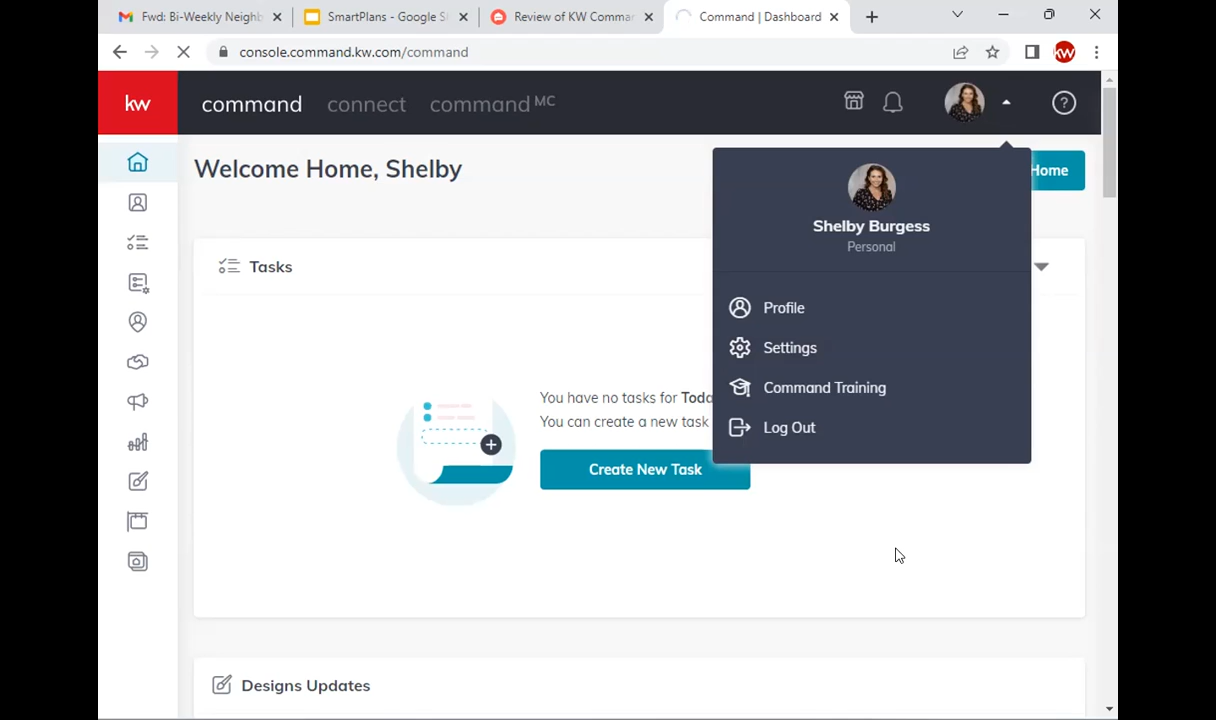 Fwd: Bi-Weekly Neighb
SmartPlans - Google Sl
Review of KW Comman
Command | Dashboard
console.command.kw.com/command
kw
kw
command
connect
command MC
Welcome Home, Shelby
Home
Shelby Burgess
Personal
Tasks
Profile
Settings
Command Training
Log Out
You have no tasks for Toda
You can create a new task
Create New Task
Designs Updates